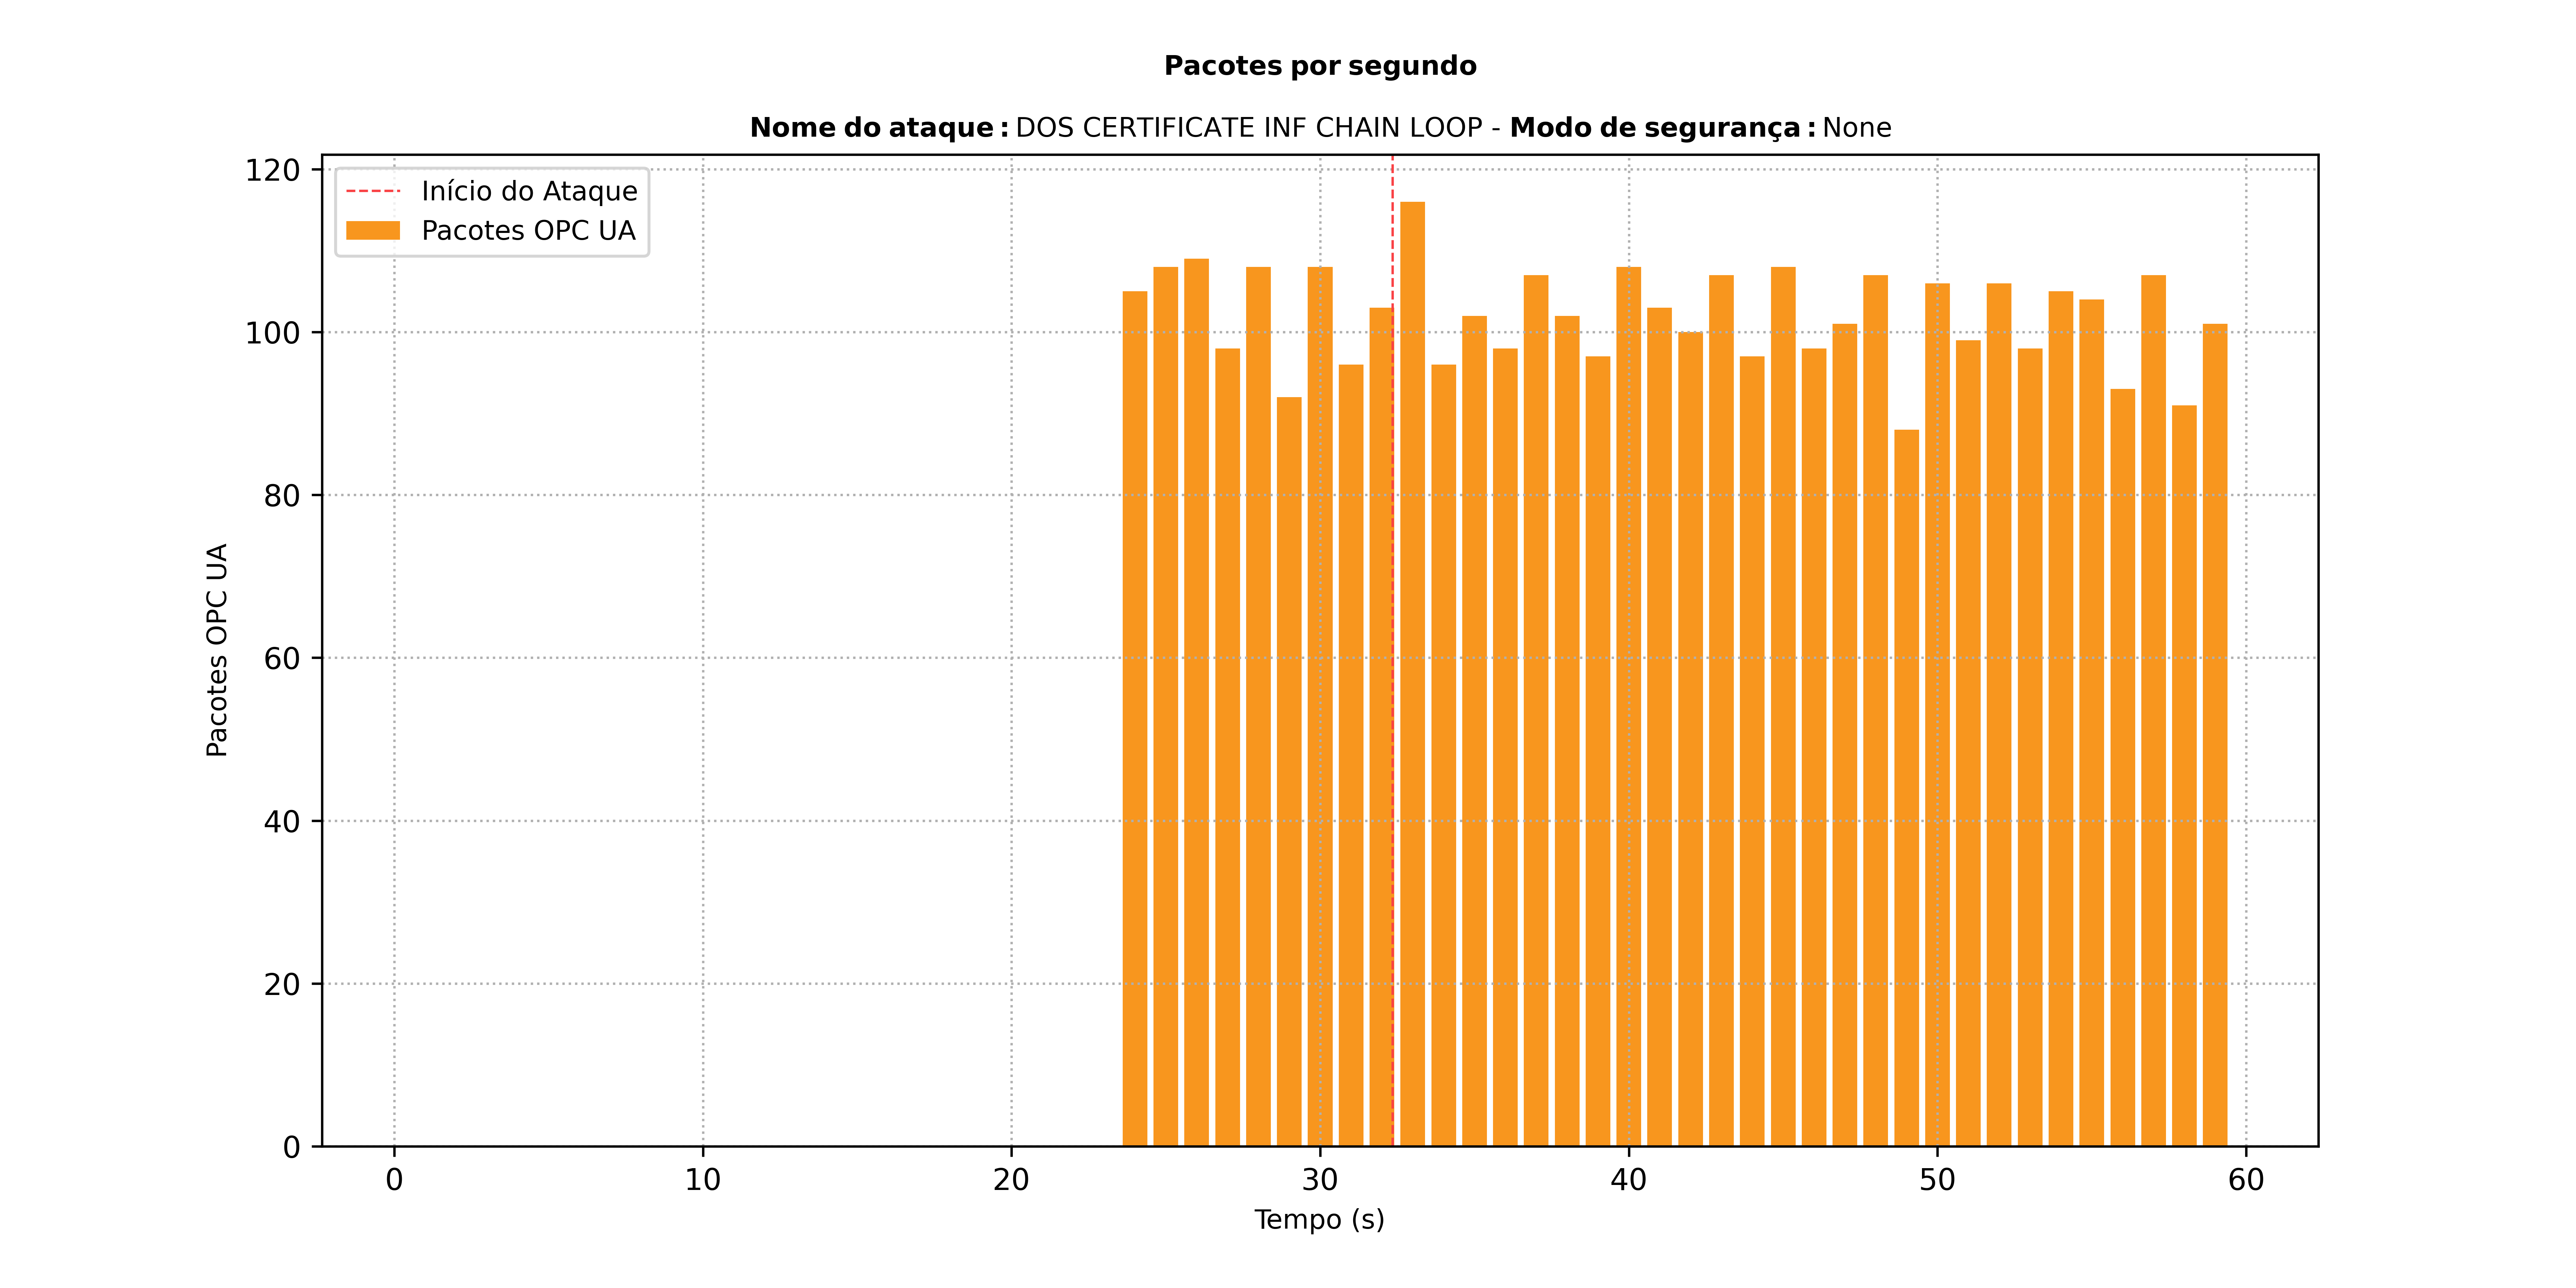 Pacotes por segundo
Nome do ataque: DOS CERTIFICATE INF CHAIN LOOP - Modo de segurança: None
Início do Ataque
Pacotes OPC UA
120
100
80
60
40
20
0
Pacotes OPC UA
0 10 20 30 40 50 60
Tempo (s)